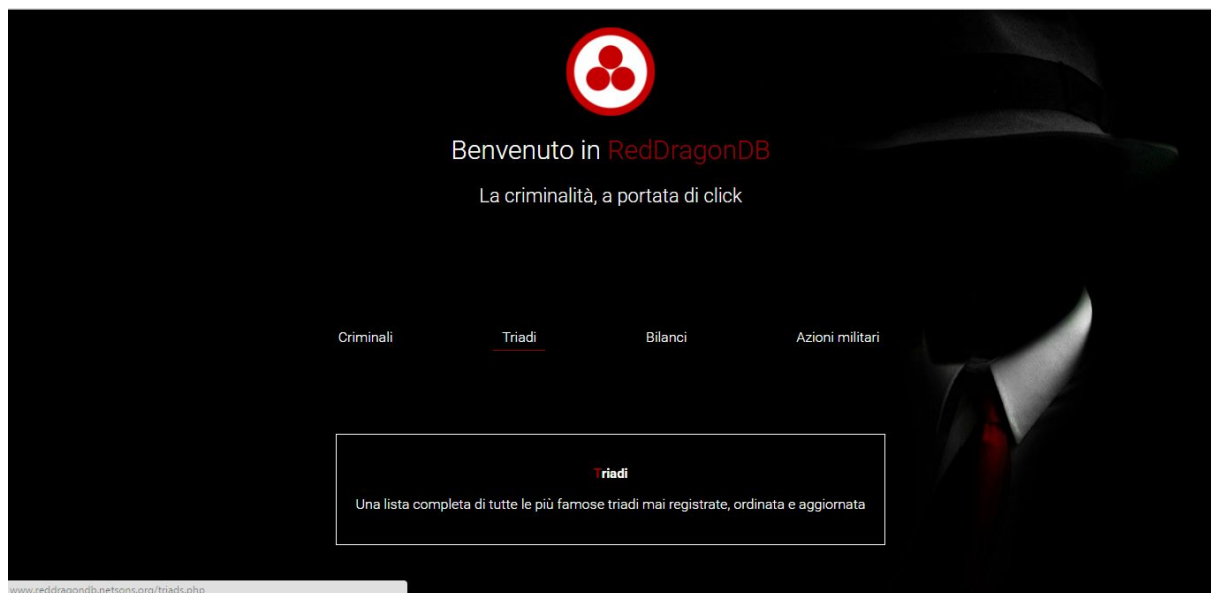 Benvenuto in RedDragonDB
La criminalità, a portata di click
Criminali Triadi Bilanci Azioni militari
Triadi
Una lista completa di tutte le più famose triadi mai registrate, ordinata e aggiornata
www.reddragondb.netsons.org/triads.php